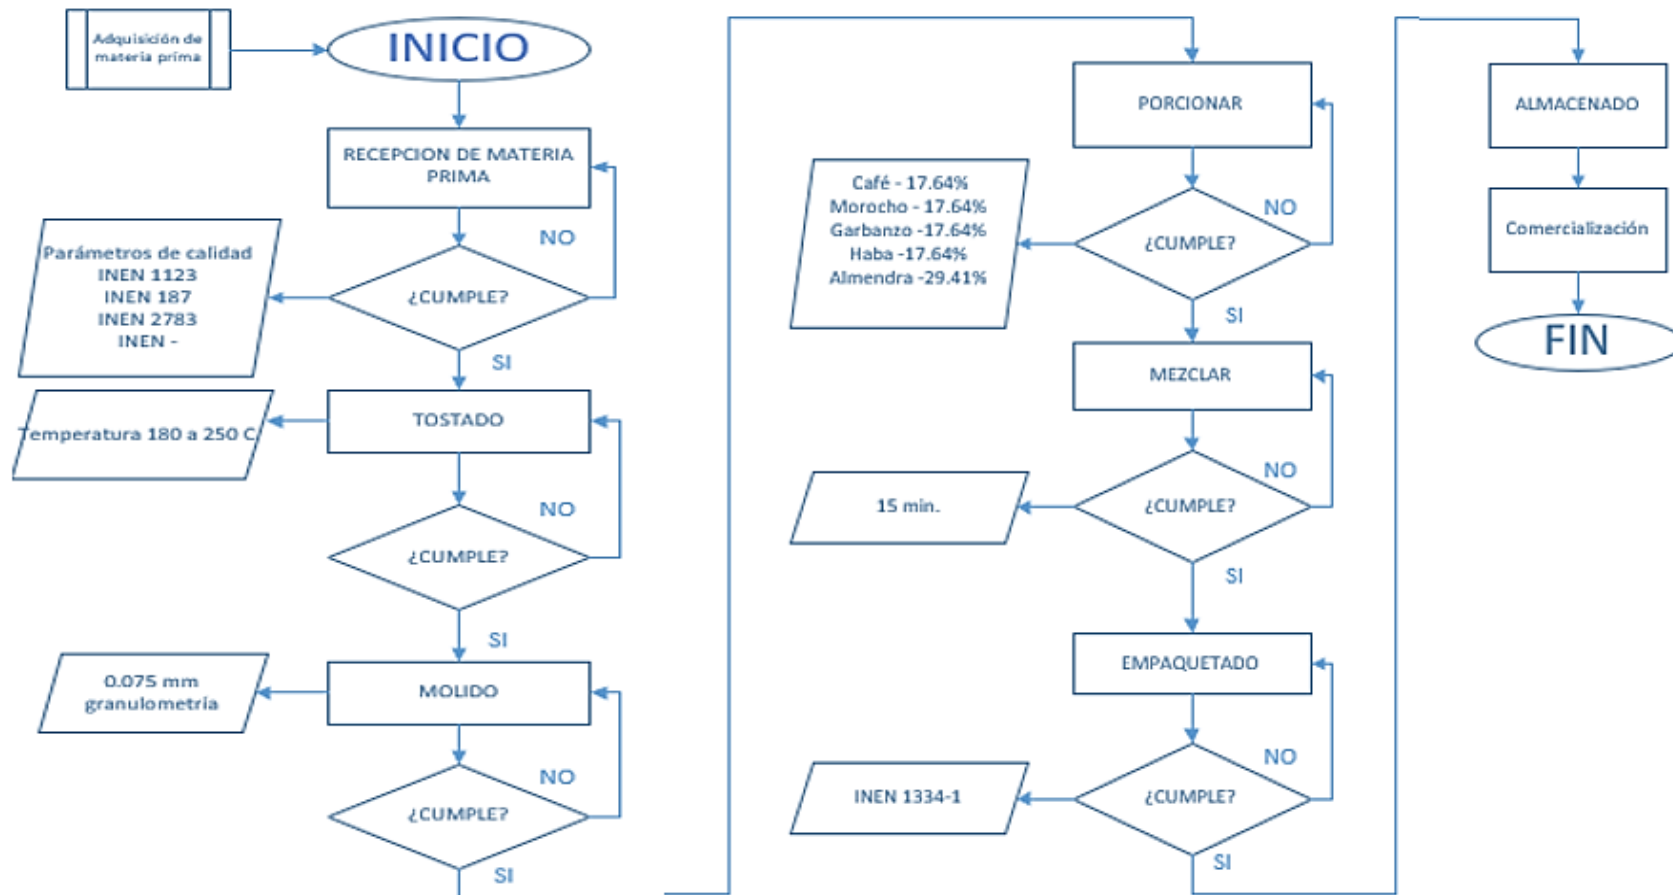 Adquisición de
materia prima
INICIO
RECEPCION DE MATERIA
PRIMA
NO
Parámetros de calidad
INEN 1123
INEN 187
INEN 2783
INEN -
¿CUMPLE?
SI
TOSTADO
Temperatura 180 a 250 C
NO
¿CUMPLE?
SI
0.075 mm
granulometría
MOLIDO
NO
¿CUMPLE?
SI
PORCIONAR
Café - 17.64%
Morocho - 17.64%
Garbanzo -17.64%
Haba -17.64%
Almendra -29.41%
NO
¿CUMPLE?
SI
MEZCLAR
NO
15 min.
¿CUMPLE?
SI
EMPAQUETADO
NO
INEN 1334-1
¿CUMPLE?
SI
ALMACENADO
Comercialización
FIN